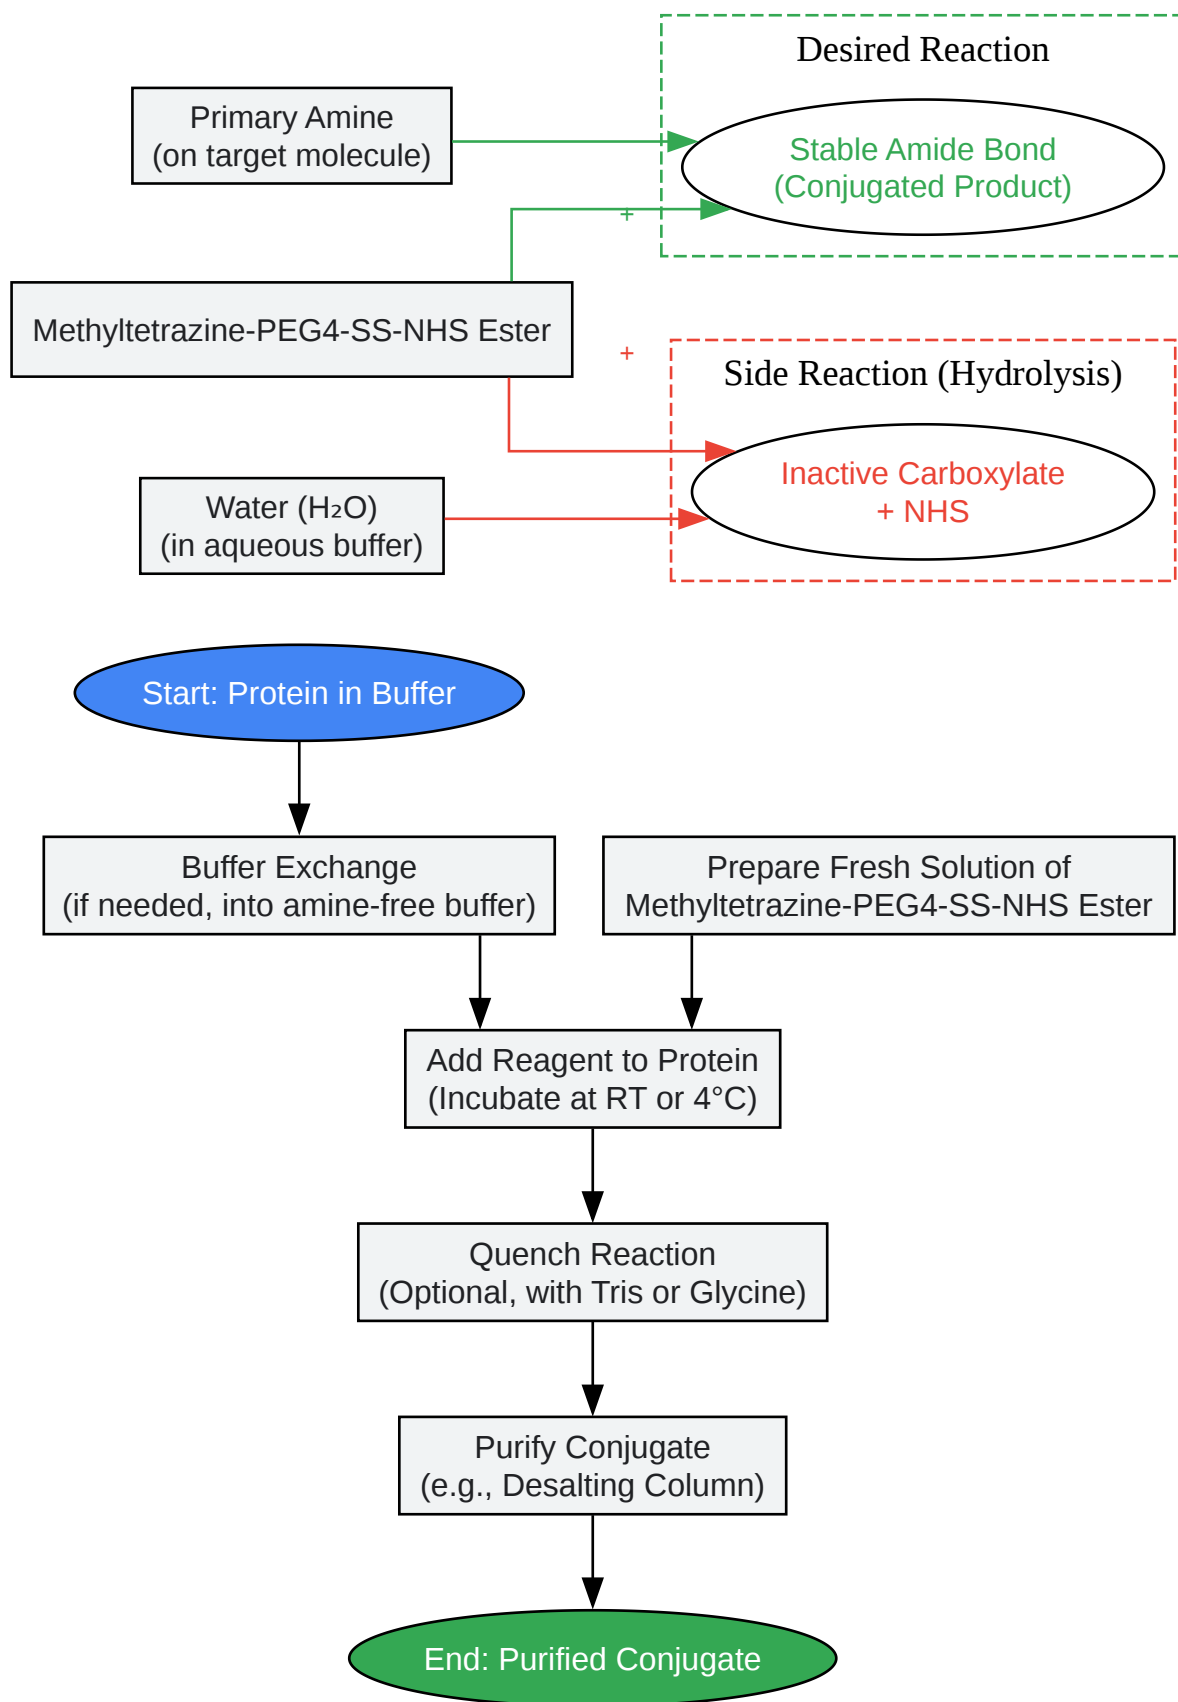 Desired Reaction
Primary Amine
(on target molecule)
Stable Amide Bond
(Conjugated Product)
+
Methyltetrazine-PEG4-SS-NHS Ester
+
Side Reaction (Hydrolysis)
Inactive Carboxylate
+ NHS
Water (H₂O)
(in aqueous buffer)
Start: Protein in Buffer
Buffer Exchange
(if needed, into amine-free buffer)
Prepare Fresh Solution of
Methyltetrazine-PEG4-SS-NHS Ester
Add Reagent to Protein
(Incubate at RT or 4°C)
Quench Reaction
(Optional, with Tris or Glycine)
Purify Conjugate
(e.g., Desalting Column)
End: Purified Conjugate